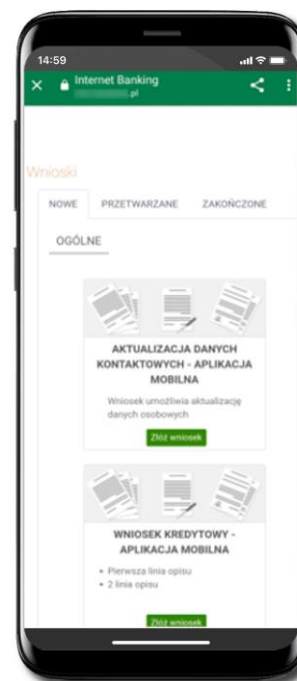 14:59
Internet Banking
.pl
Wnioski
NOWE PRZETWARZANE ZAKOŃCZONE
OGÓLNE
AKTUALIZACJA DANYCH
KONTAKTOWYCH - APLIKACJA
MOBILNA
Wniosek umożliwia aktualizację
danych osobowych
Złóż wniosek
WNIOSEK KREDYTOWY -
APLIKACJA MOBILNA
• Pierwsza linia opisu
• 2 linia opisu
Złóż wniosek